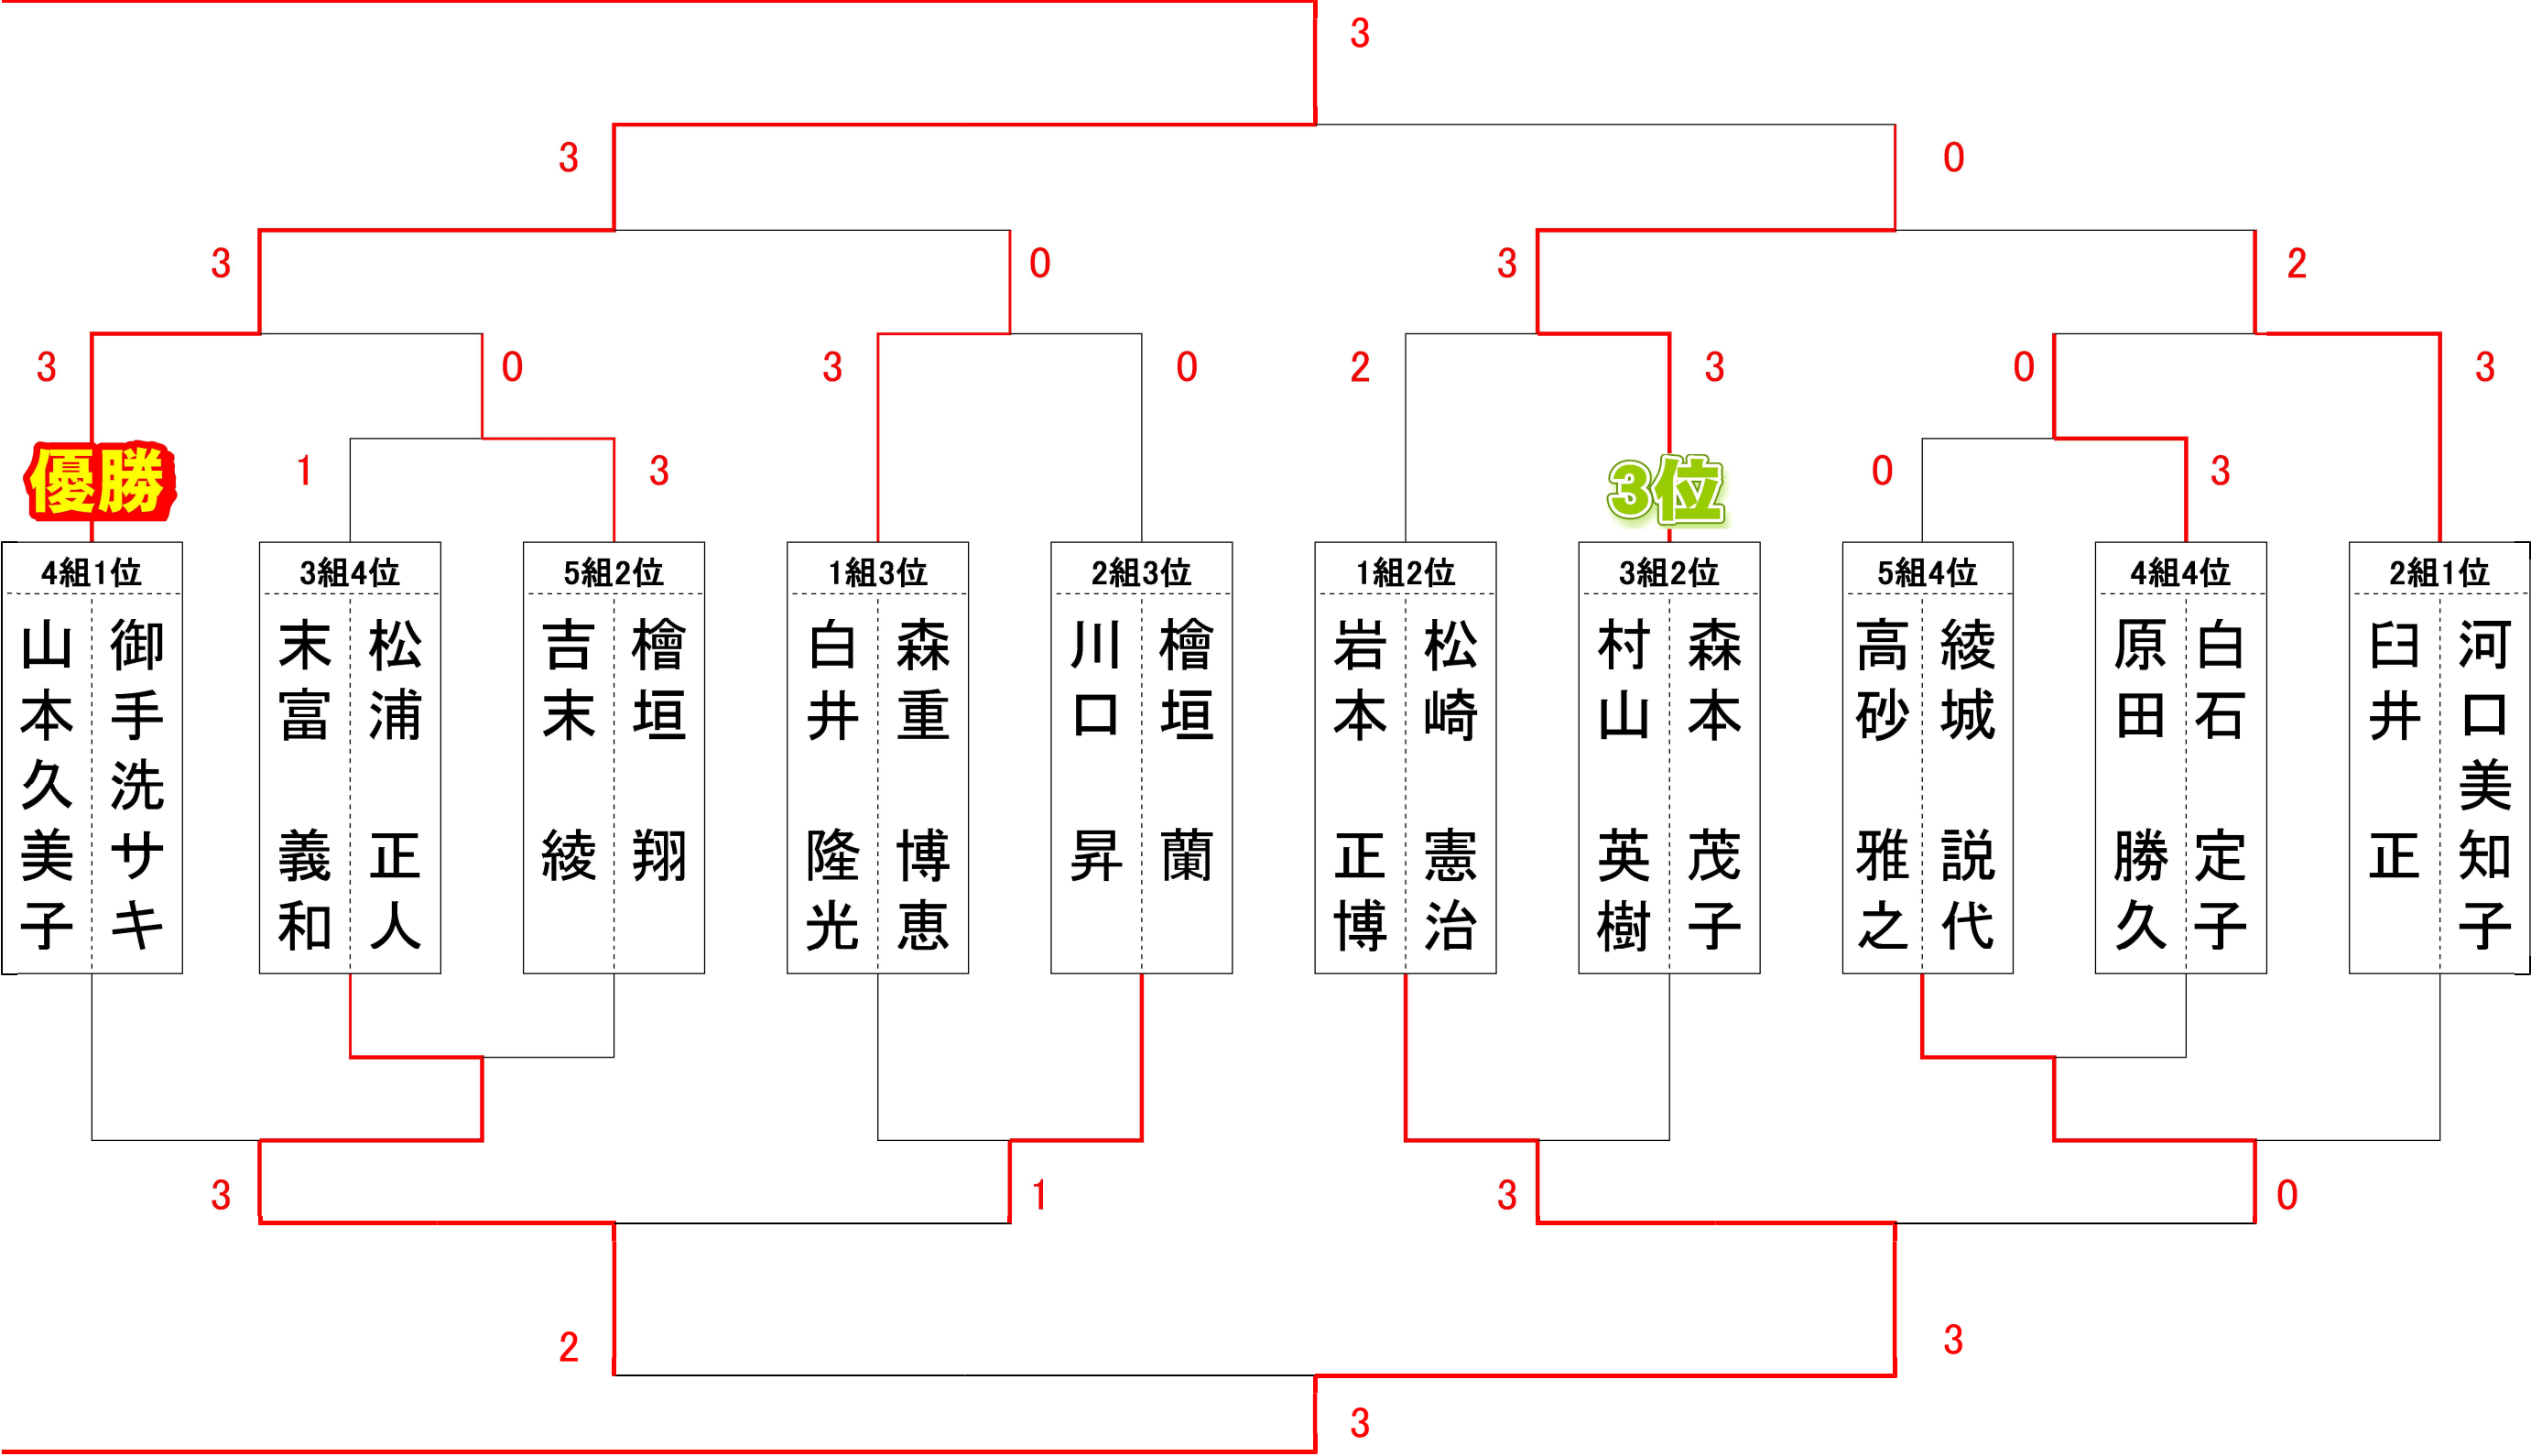 3
3
0
3
0
3
2
3
0
3
0
2
3
0
3
1
3
0
3
優勝
3位
4組1位
3組4位
5組2位
1組3位
2組3位
1組2位
3組2位
5組4位
4組4位
2組1位
山本久美子
御手洗サキ
末富 義和
松浦 正人
吉末 綾
檜垣 翔
白井 隆光
森重 博恵
川口 昇
檜垣 蘭
岩本 正博
松崎 憲治
村山 英樹
森本 茂子
高砂 雅之
綾城 説代
原田 勝久
白石 定子
臼井 正
河口美知子
3
1
3
0
2
3
3